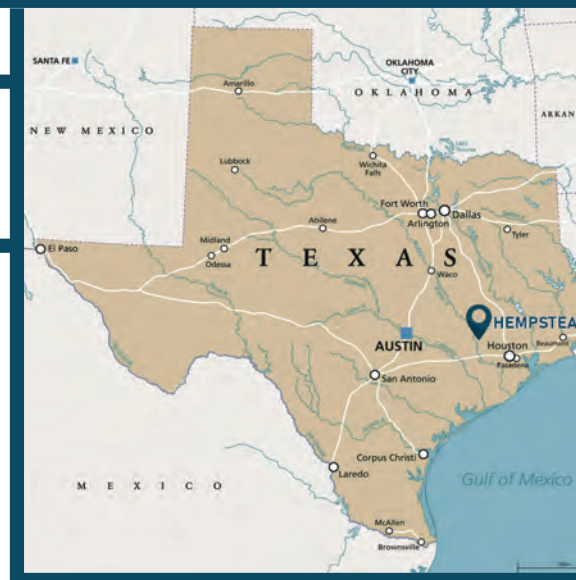 SANTA FE
OKLAHOMA
CITY
Amarillo
OKLAHOMA
ARKAN
NEW MEXICO
Lubbock
Wichita
Falls
Fort Worth
Dallas
Arlington
Abilene
Tyler
El Paso
Midland
Odessa
TEXAS
Waco
HEMPSTEA
AUSTIN
Houston
Beaumont
Pasadena
San Antonio
Corpus Christi
Laredo
Gulf of Mexico
MEXICO
McAllen
Brownsville